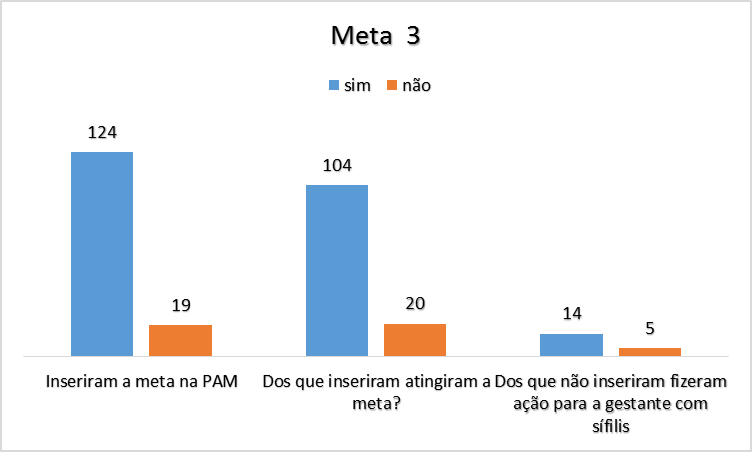 Meta 3
sim não
124
19
104
20
14
5
Inseriram a meta na PAM
Dos que inseriram atingiram a
meta?
Dos que não inseriram fizeram
ação para a gestante com
sífilis